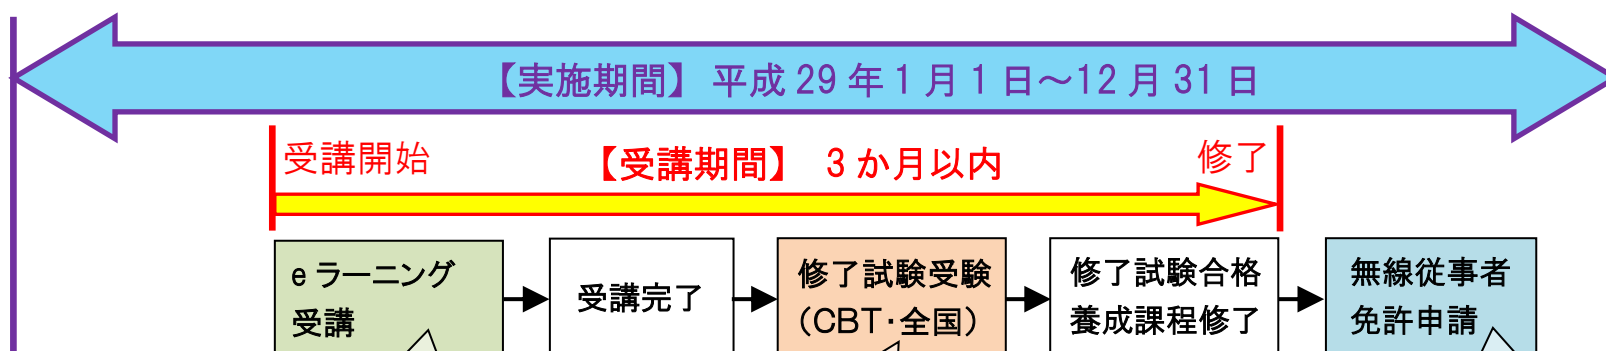 【実施期間】 平成 29 年 1 月 1 日～12 月 31 日
受講開始
【受講期間】 3 か月以内
修了
e ラーニング
受講
受講完了
修了試験受験
（CBT・全国）
修了試験合格
養成課程修了
無線従事者
免許申請